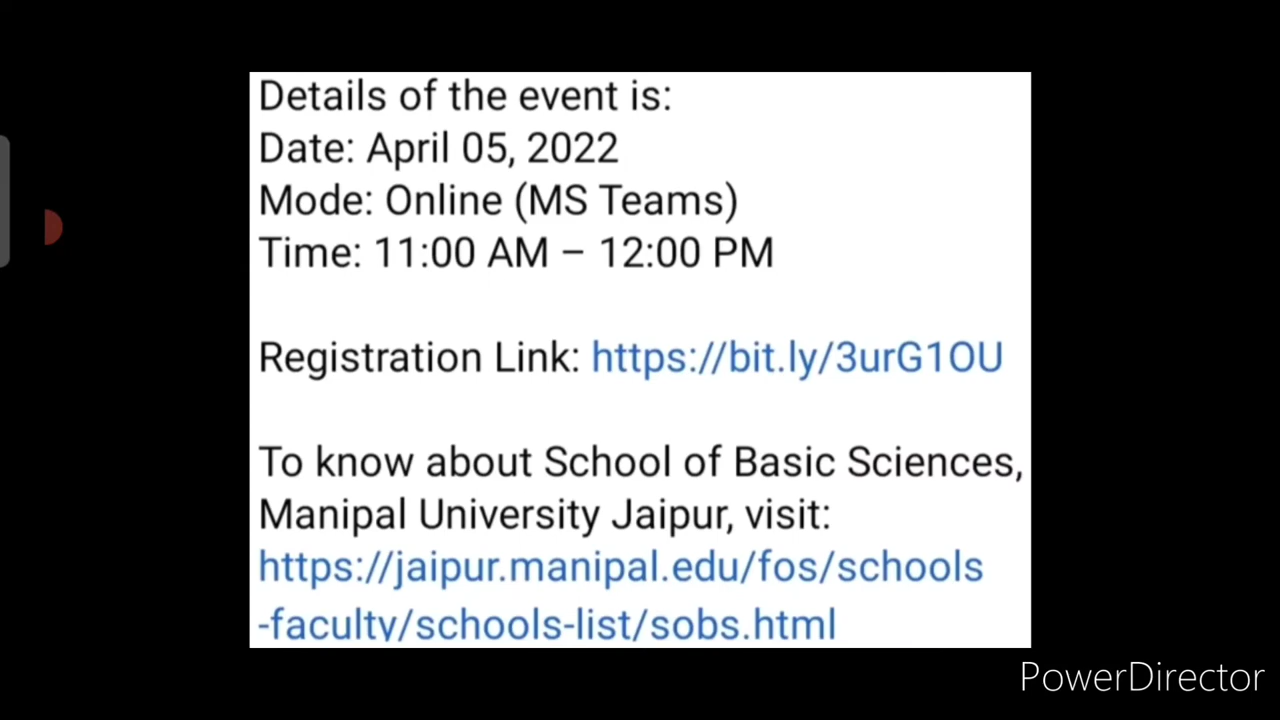 Details of the event is:
Date: April 05, 2022
Mode: Online (MS Teams)
Time: 11:00 AM – 12:00 PM
Registration Link: https://bit.ly/3urG1OU
To know about School of Basic Sciences,
Manipal University Jaipur, visit:
https://jaipur.manipal.edu/fos/schools
-faculty/schools-list/sobs.html
PowerDirector